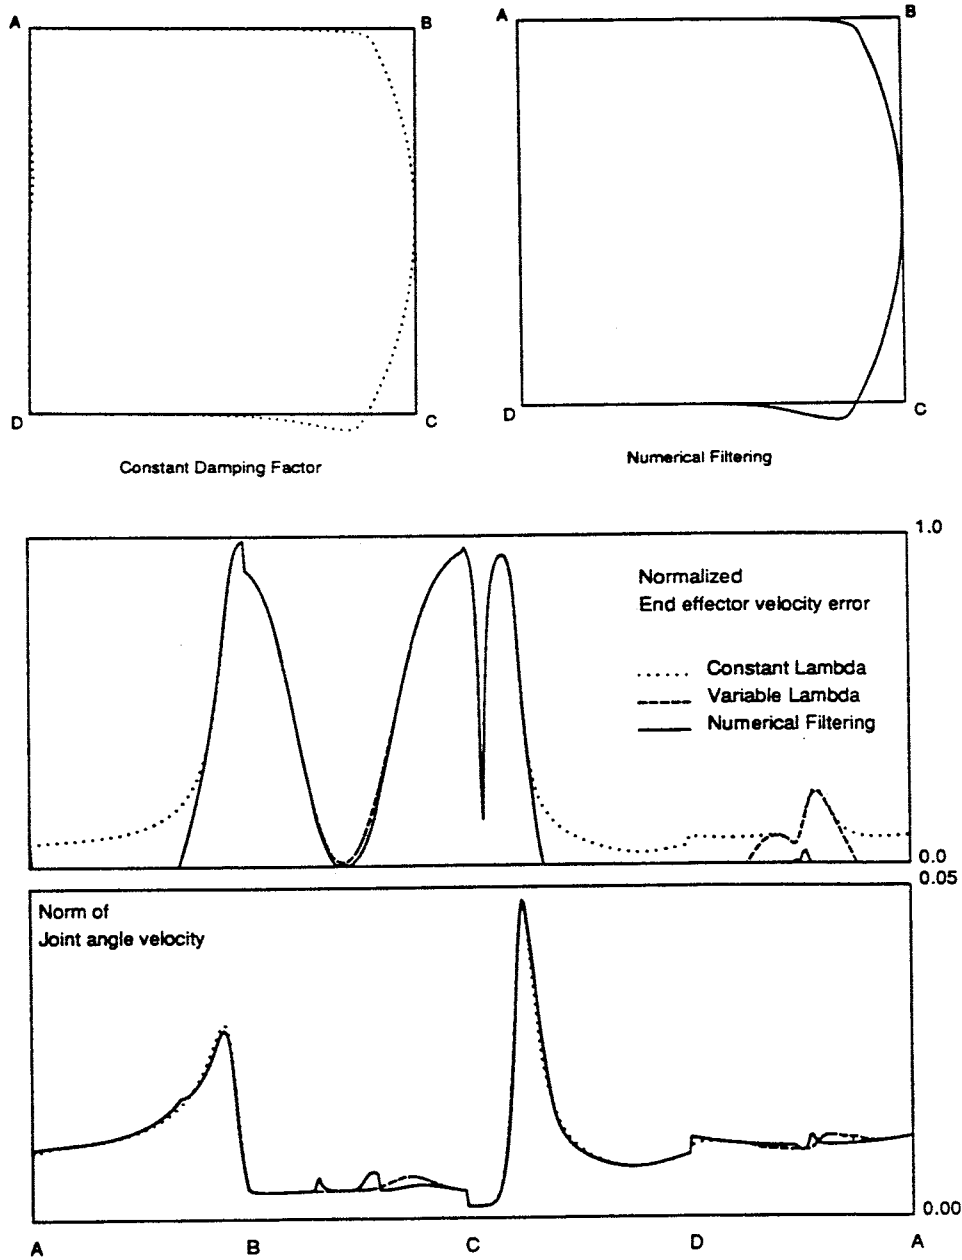 A
B
D
C
Constant Damping Factor
A
B
D
C
Numerical Filtering
1.0
Normalized
End effector velocity error
Constant Lambda
Variable Lambda
Numerical Filtering
0.0
0.05
Norm of
Joint angle velocity
0.00
A B C D A